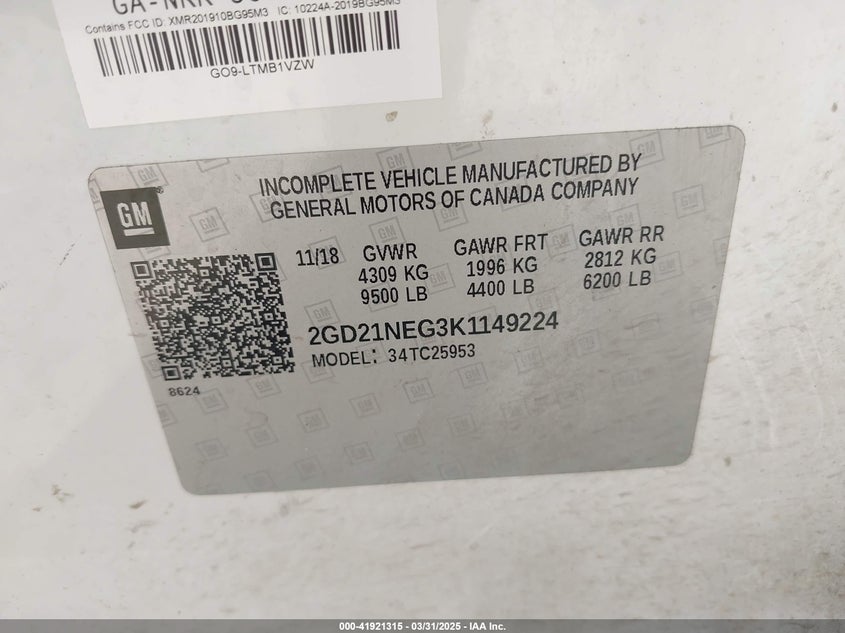 Contains FCC ID: XMR201910BG95M3 IC: 10224A-2019BG95M3
GO9-LTMB1VZW
GM
INCOMPLETE VEHICLE MANUFACTURED BY
GENERAL MOTORS OF CANADA COMPANY
11/18 GVWR GAWR FRT GAWR RR
4309 KG 1996 KG 2812 KG
9500 LB 4400 LB 6200 LB
2GD21NEG3K1149224
MODEL: 34TC25953
8624
000-41921315 — 03/31/2025 — IAA Inc.